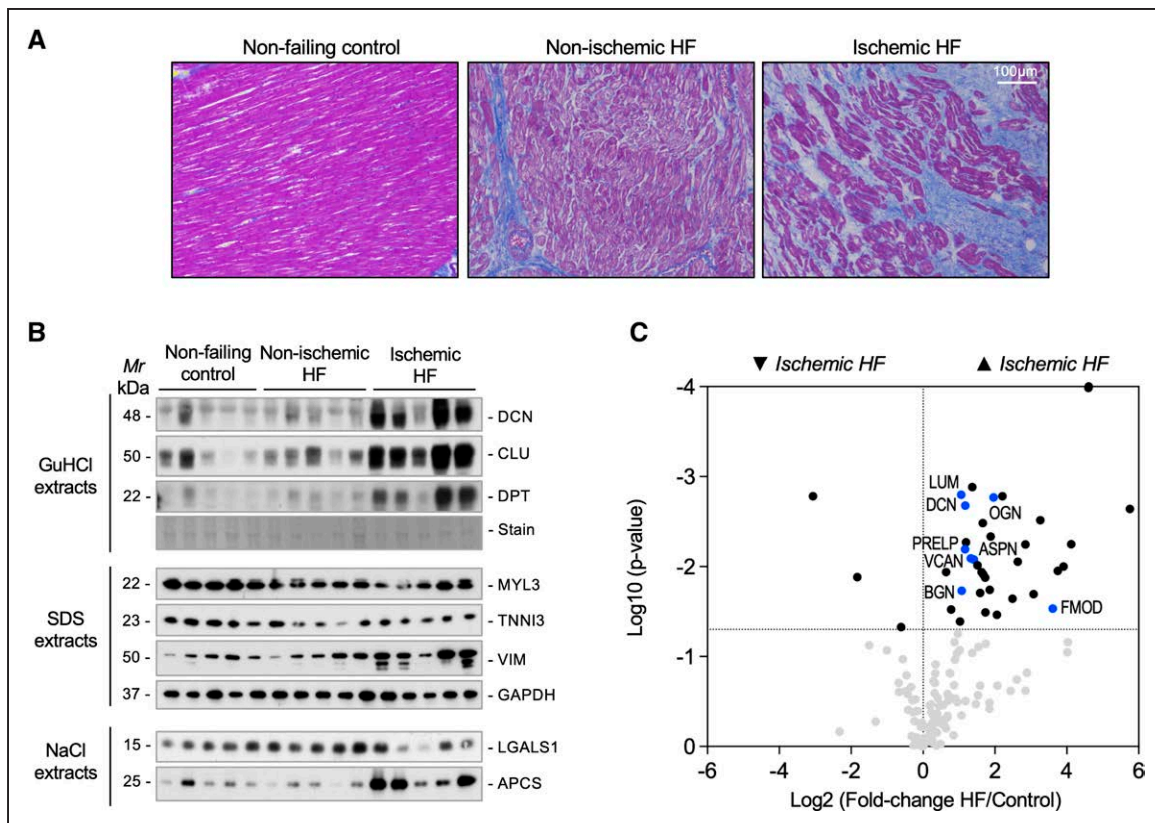 A
Non-failing control
Non-ischemic HF
Ischemic HF
100µm
B
Mr
kDa
Non-failing
control
Non-ischemic
HF
Ischemic
HF
GuHCl
extracts
48 -
- DCN
50 -
- CLU
22 -
- DPT
- Stain
SDS
extracts
22 -
- MYL3
23 -
- TNNI3
50 -
- VIM
37 -
- GAPDH
NaCl
extracts
15 -
- LGALS1
25 -
- APCS
C
▼ Ischemic HF
▲ Ischemic HF
Log10 (p-value)
-4
-3
-2
-1
0
LUM
DCN
OGN
PRELP
ASPN
VCAN
BGN
FMOD
-6
-4
-2
0
2
4
6
Log2 (Fold-change HF/Control)